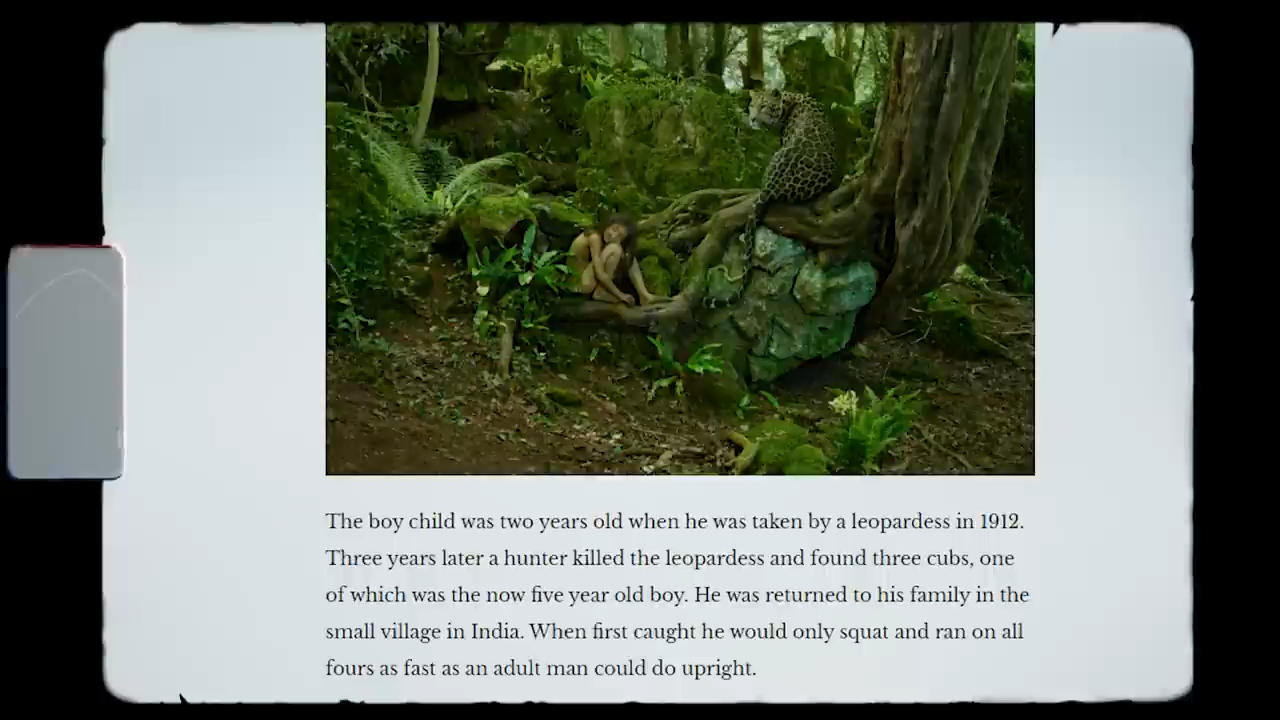 The boy child was two years old when he was taken by a leopardess in 1912.
Three years later a hunter killed the leopardess and found three cubs, one
of which was the now five year old boy. He was returned to his family in the
small village in India. When first caught he would only squat and ran on all
fours as fast as an adult man could do upright.